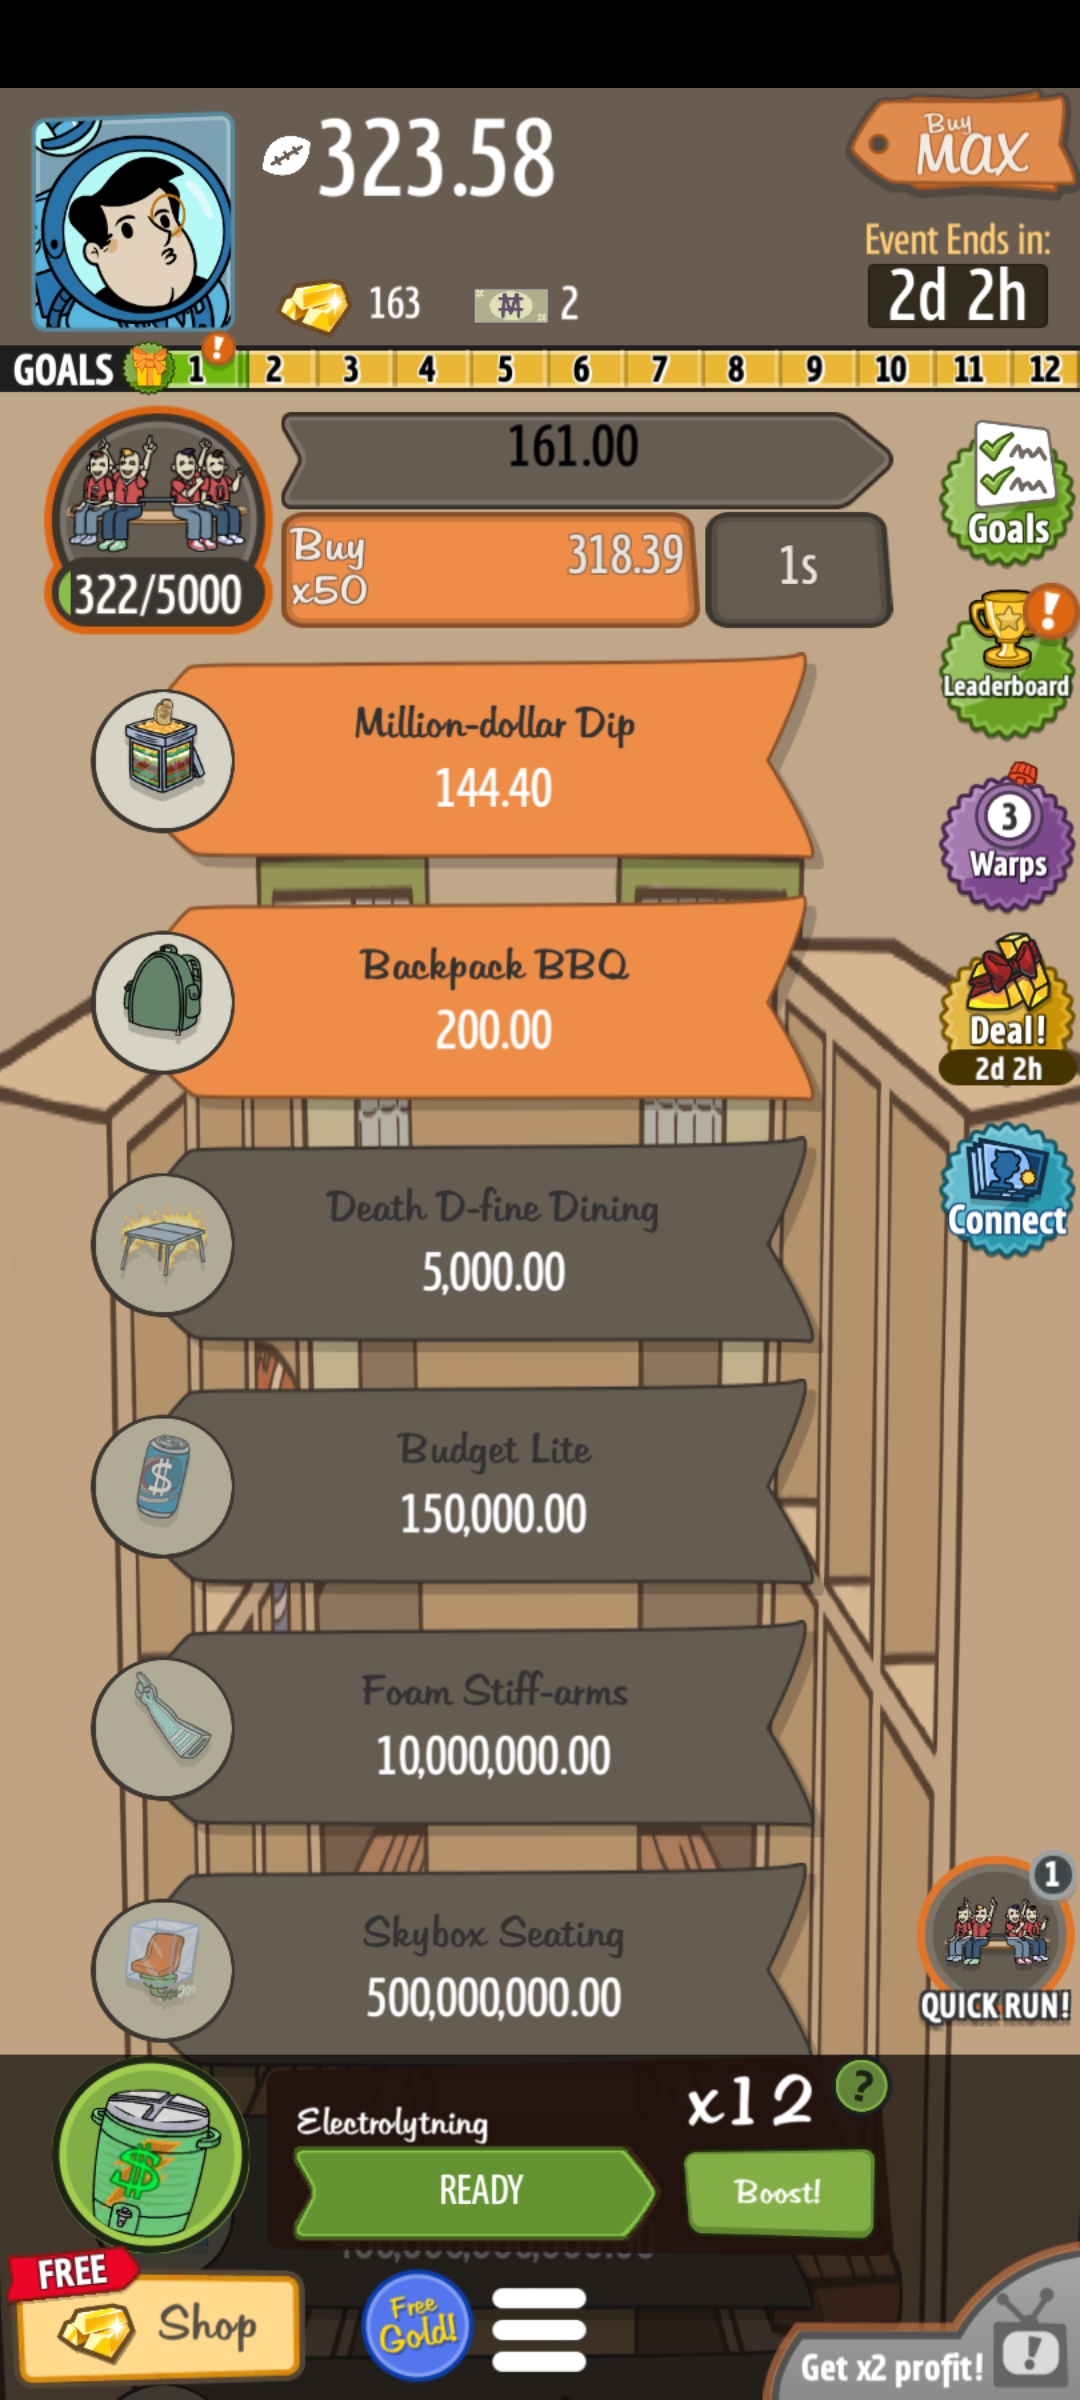 323.58
Buy
MAX
Event Ends in:
2d 2h
163
2
GOALS 1 ! 2 3 4 5 6 7 8 9 10 11 12
161.00
322/5000
Buy
x50
318.39
1s
Goals
!
Leaderboard
Million-dollar Dip
144.40
3
Warps
Backpack BBQ
200.00
Deal!
2d 2h
Death D-fine Dining
5,000.00
Connect
Budget Lite
150,000.00
$
Foam Stiff-arms
10,000,000.00
Skybox Seating
500,000,000.00
1
QUICK RUN!
x12
?
Electrolytning
$
READY
Boost!
FREE
Shop
Free
Gold!
Get x2 profit!
!